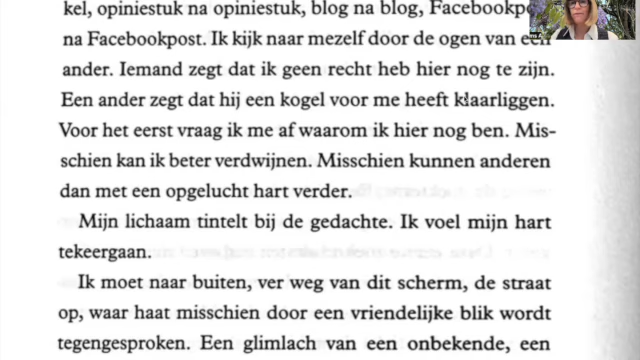 kel, opiniestuk na opiniestuk, blog na blog, Facebookpost
na Facebookpost. Ik kijk naar mezelf door de ogen van een
ander. Iemand zegt dat ik geen recht heb hier nog te zijn.
Een ander zegt dat hij een kogel voor me heeft klaarliggen.
Voor het eerst vraag ik me af waarom ik hier nog ben. Mis-
schien kan ik beter verdwijnen. Misschien kunnen anderen
dan met een opgelucht hart verder.
Mijn lichaam tintelt bij de gedachte. Ik voel mijn hart
tekeergaan.
Ik moet naar buiten, ver weg van dit scherm, de straat
op, waar haat misschien door een vriendelijke blik wordt
tegengesproken. Een glimlach van een onbekende, een